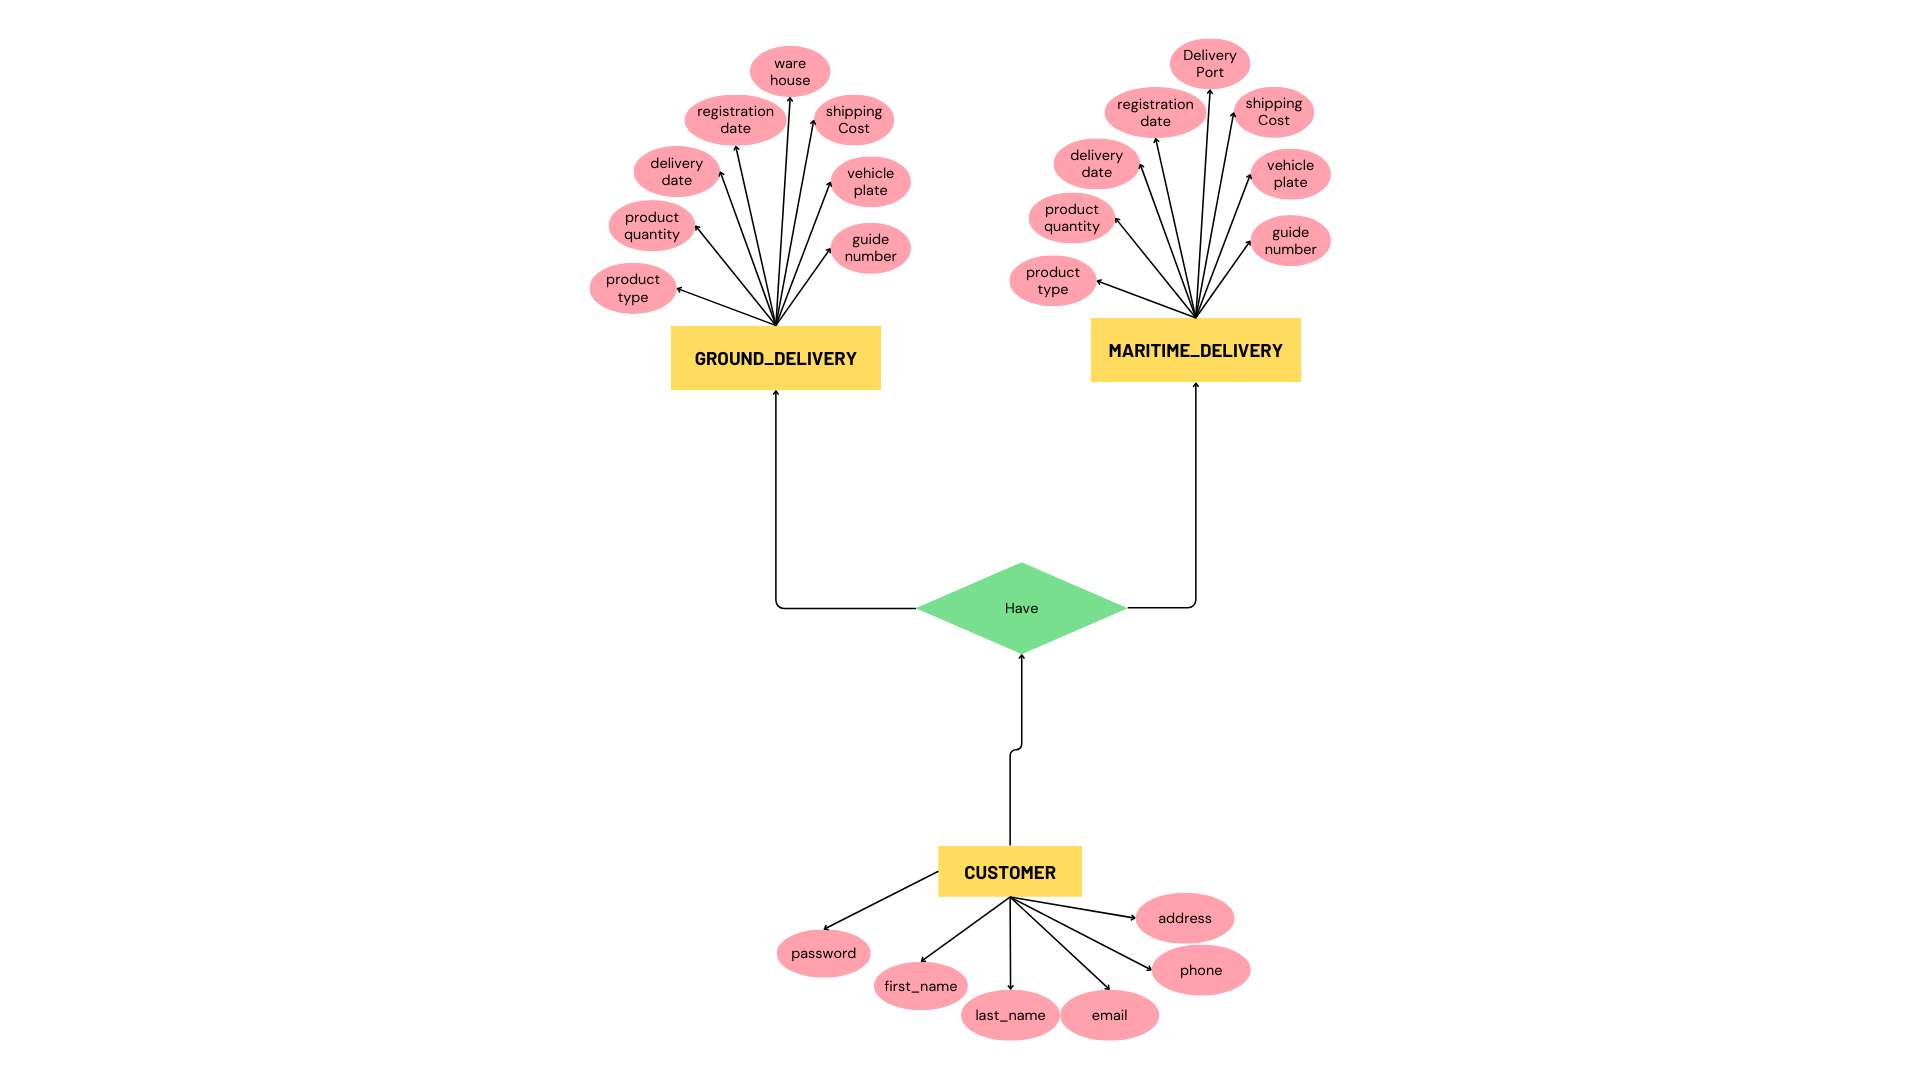 ware
house
registration
date
shipping
Cost
delivery
date
vehicle
plate
product
quantity
guide
number
product
type
GROUND_DELIVERY
Delivery
Port
registration
date
shipping
Cost
delivery
date
vehicle
plate
product
quantity
guide
number
product
type
MARITIME_DELIVERY
Have
CUSTOMER
address
password
phone
first_name
last_name
email